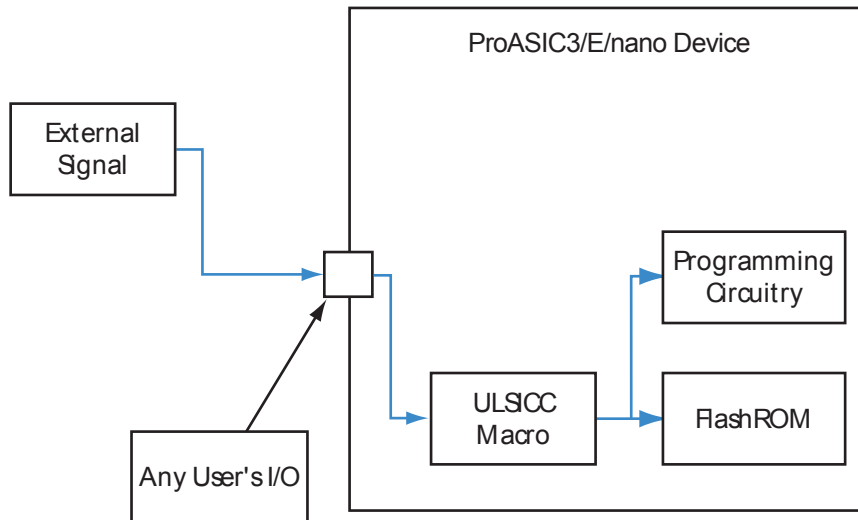 ProASIC3/E/nano Device
External
Signal
Programming
Circuitry
ULSICC
Macro
FlashROM
Any User's I/O